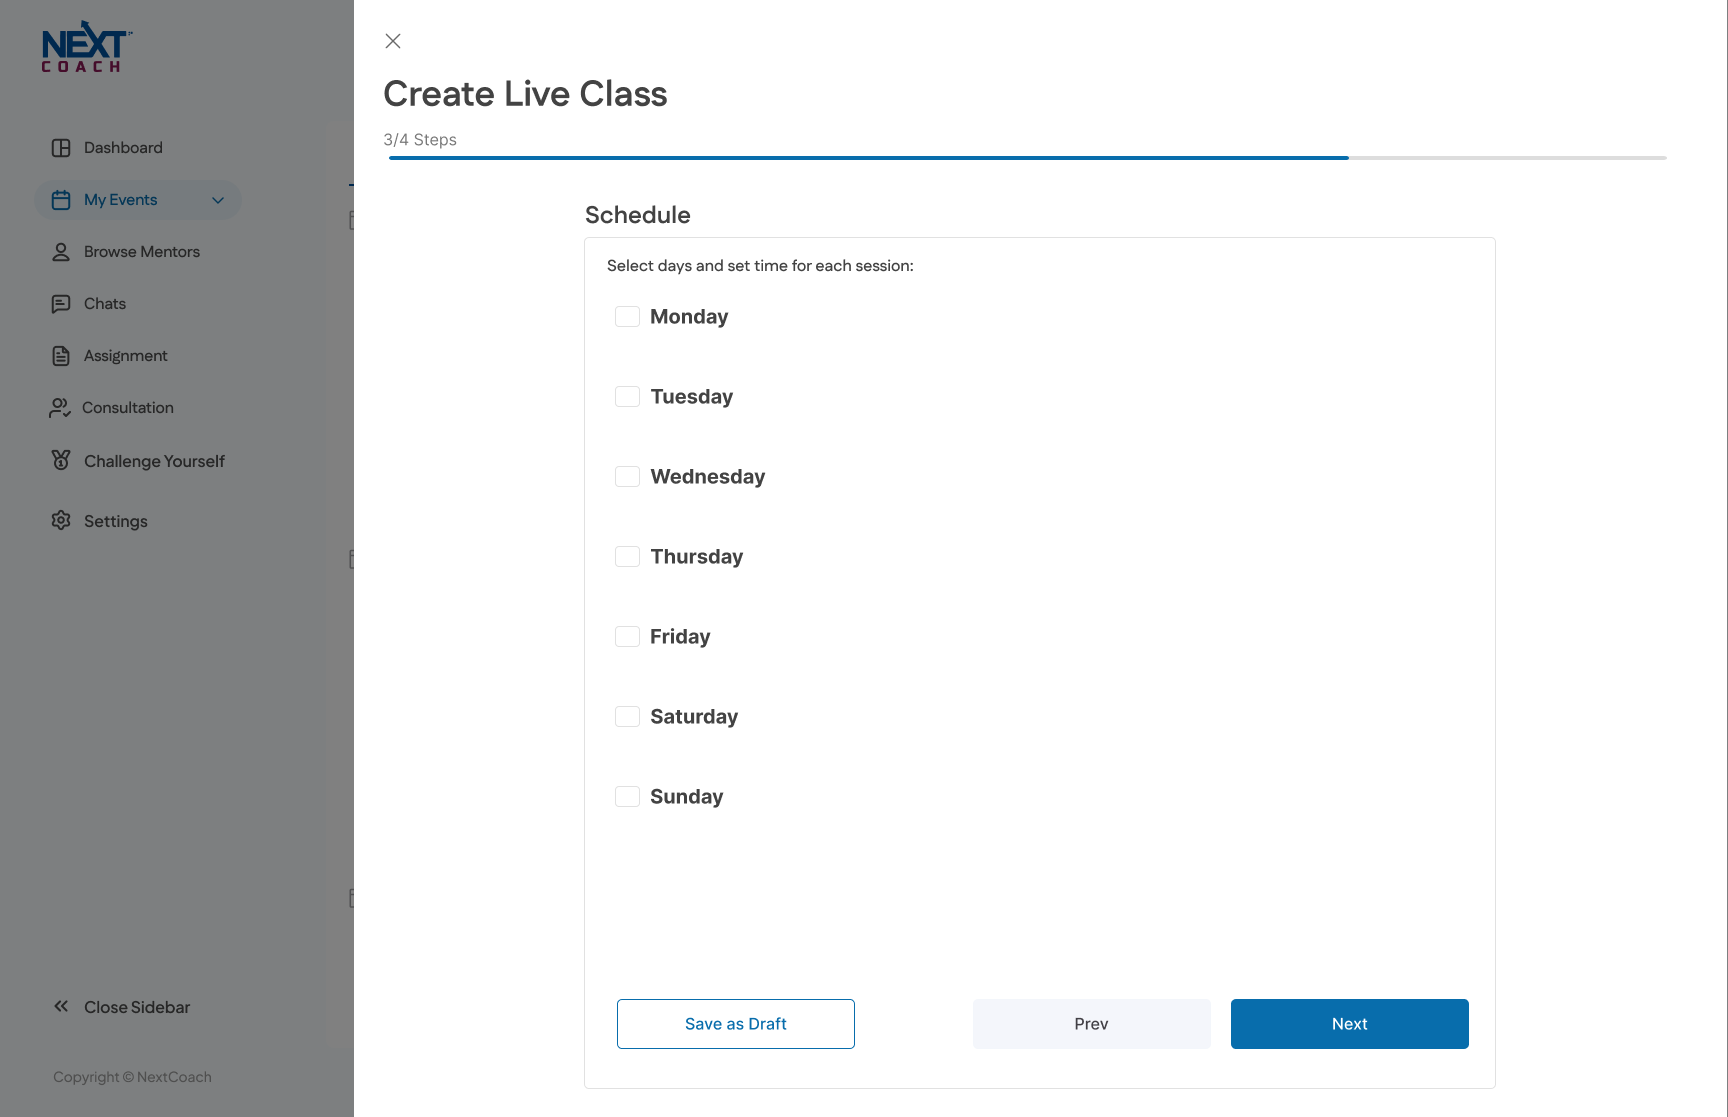 NEXT
COACH
Dashboard
My Events
Browse Mentors
Chats
Assignment
Consultation
Challenge Yourself
Settings
Close Sidebar
Copyright © NextCoach
Create Live Class
3/4 Steps
Schedule
Select days and set time for each session:
Monday
Tuesday
Wednesday
Thursday
Friday
Saturday
Sunday
Save as Draft
Prev
Next